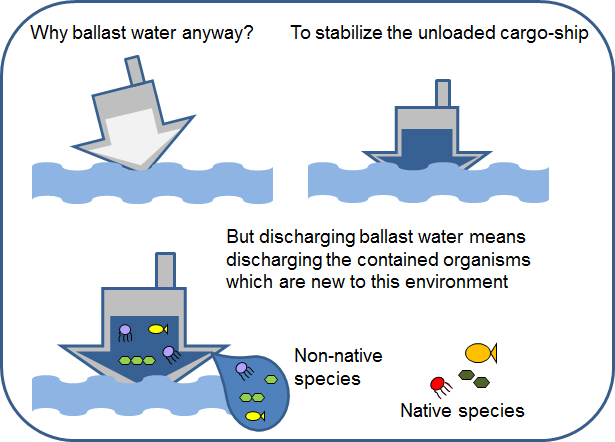 Why ballast water anyway?
To stabilize the unloaded cargo-ship
But discharging ballast water means
discharging the contained organisms
which are new to this environment
Non-native
species
Native species